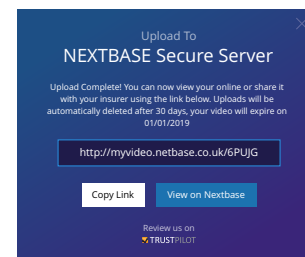 Upload To
NEXTBASE Secure Server
Upload Complete! You can now view your online or share it
with your insurer using the link below. Uploads will be
automatically deleted after 30 days, your video will expire on
01/01/2019
http://myvideo.netbase.co.uk/6PUJG
Copy Link
View on Nextbase
Review us on
TRUSTPILOT